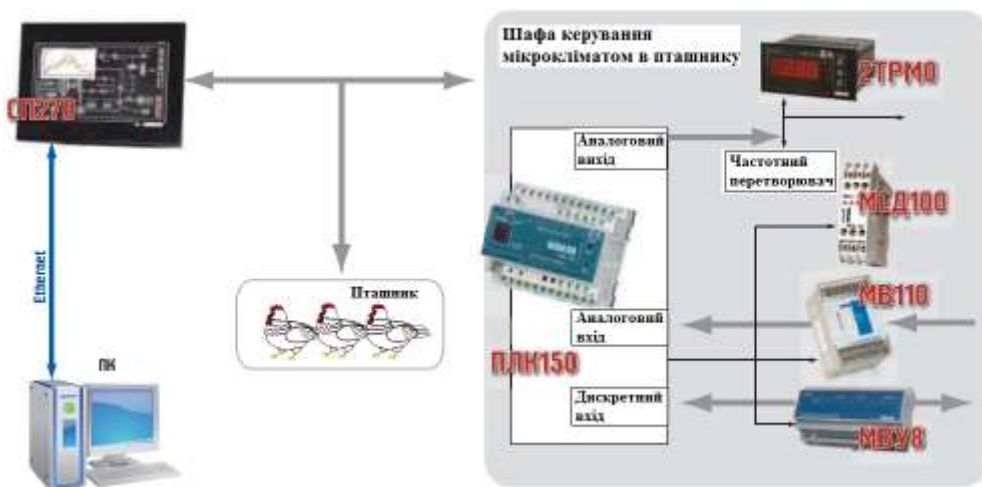 Шафа керування
мікрокліматом в пташнику
2ТРМ0
СП270
Аналоговий
вихід
Частотний
перетворювач
МСД100
Ethernet
Пташник
МВ110
Аналоговий
вхід
ПЛК150
ПК
Дискретний
вхід
МВУ8